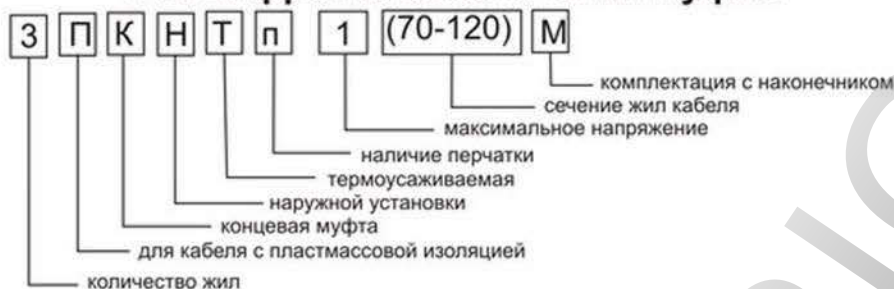 3 П К Н Т п 1 (70-120) М
комплектация с наконечником
сечение жил кабеля
максимальное напряжение
наличие перчатки
термоусаживаемая
наружной установки
концевая муфта
для кабеля с пластмассовой изоляцией
количество жил